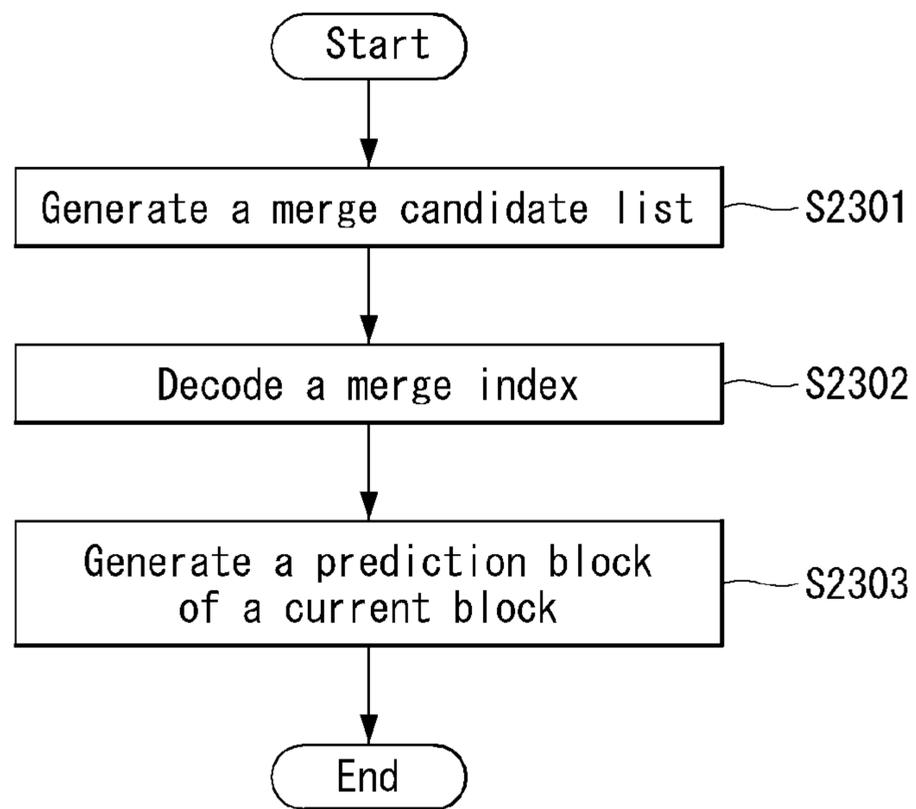 Start
Generate a merge candidate list
S2301
Decode a merge index
S2302
Generate a prediction block
of a current block
S2303
End